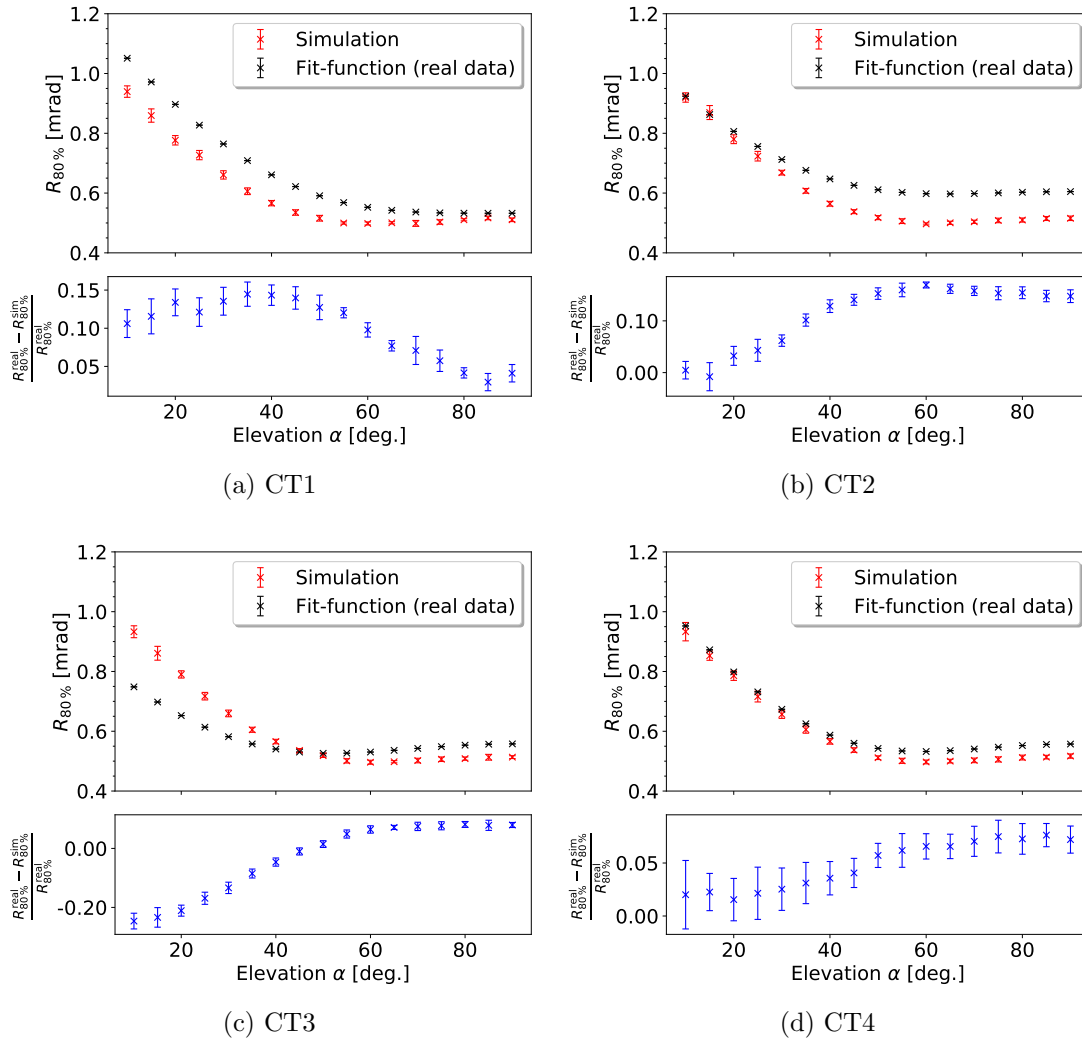 1.2
1.0
0.8
0.6
0.4
R80 % [mrad]
Simulation
Fit-function (real data)
0.15
0.10
0.05
R80 %^real − R80 %^sim / R80 %^real
20 40 60 80
Elevation α [deg.]
(a) CT1
1.2
1.0
0.8
0.6
0.4
R80 % [mrad]
Simulation
Fit-function (real data)
0.10
0.00
R80 %^real − R80 %^sim / R80 %^real
20 40 60 80
Elevation α [deg.]
(b) CT2
1.2
1.0
0.8
0.6
0.4
R80 % [mrad]
Simulation
Fit-function (real data)
0.00
-0.20
R80 %^real − R80 %^sim / R80 %^real
20 40 60 80
Elevation α [deg.]
(c) CT3
1.2
1.0
0.8
0.6
0.4
R80 % [mrad]
Simulation
Fit-function (real data)
0.05
0.00
R80 %^real − R80 %^sim / R80 %^real
20 40 60 80
Elevation α [deg.]
(d) CT4